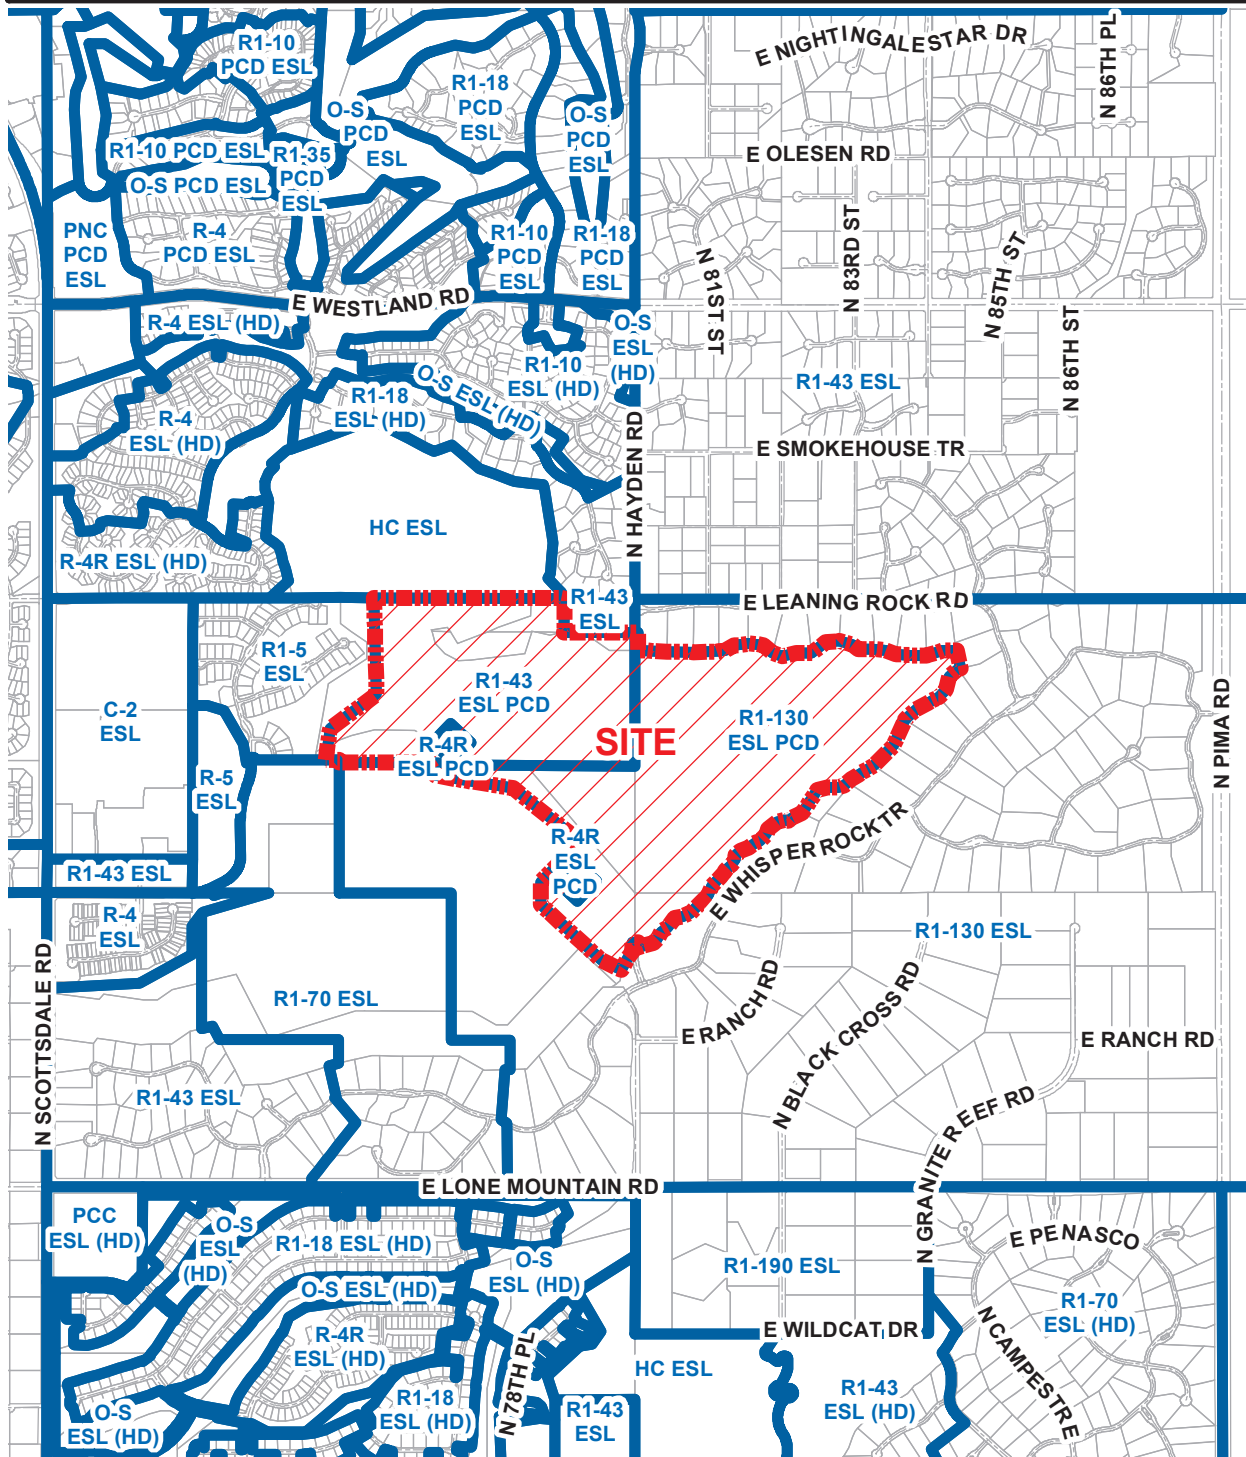 E NIGHTINGALESTAR DR
N 86TH PL
R1-10
PCD ESL
R1-18
PCD
ESL
O-S
PCD
ESL
O-S
PCD
ESL
R1-10 PCD ESL
R1-35
PCD
ESL
O-S PCD ESL
E OLESEN RD
PNC
PCD
ESL
R-4
PCD ESL
R1-10
PCD
ESL
R1-18
PCD
ESL
N 81ST ST
N 83RD ST
N 85TH ST
N 86TH ST
E WESTLAND RD
R-4 ESL (HD)
O-S
ESL
(HD)
R1-10
ESL (HD)
O-S ESL (HD)
R1-18
ESL (HD)
R1-43 ESL
R-4
ESL (HD)
N HAYDEN RD
E SMOKEHOUSE TR
HC ESL
R-4R ESL (HD)
R1-43
ESL
E LEANING ROCK RD
R1-5
ESL
R1-43
ESL PCD
C-2
ESL
R1-130
ESL PCD
SITE
R-4R
ESL PCD
N PIMA RD
R-5
ESL
R-4R
ESL
PCD
E WHISPER ROCK TR
R1-43 ESL
R-4
ESL
R1-130 ESL
N SCOTTSDALE RD
R1-70 ESL
E RANCH RD
N BLACK CROSS RD
E RANCH RD
R1-43 ESL
N GRANITE REEF RD
E LONE MOUNTAIN RD
PCC
ESL (HD)
O-S
ESL
(HD)
R1-18 ESL (HD)
O-S
ESL (HD)
E PENASCO
R1-190 ESL
O-S ESL (HD)
R1-70
ESL (HD)
E WILDCAT DR
R-4R
ESL (HD)
N 78TH PL
N CAMPESTRE
HC ESL
R1-18
ESL (HD)
R1-43
ESL
R1-43
ESL (HD)
O-S
ESL (HD)